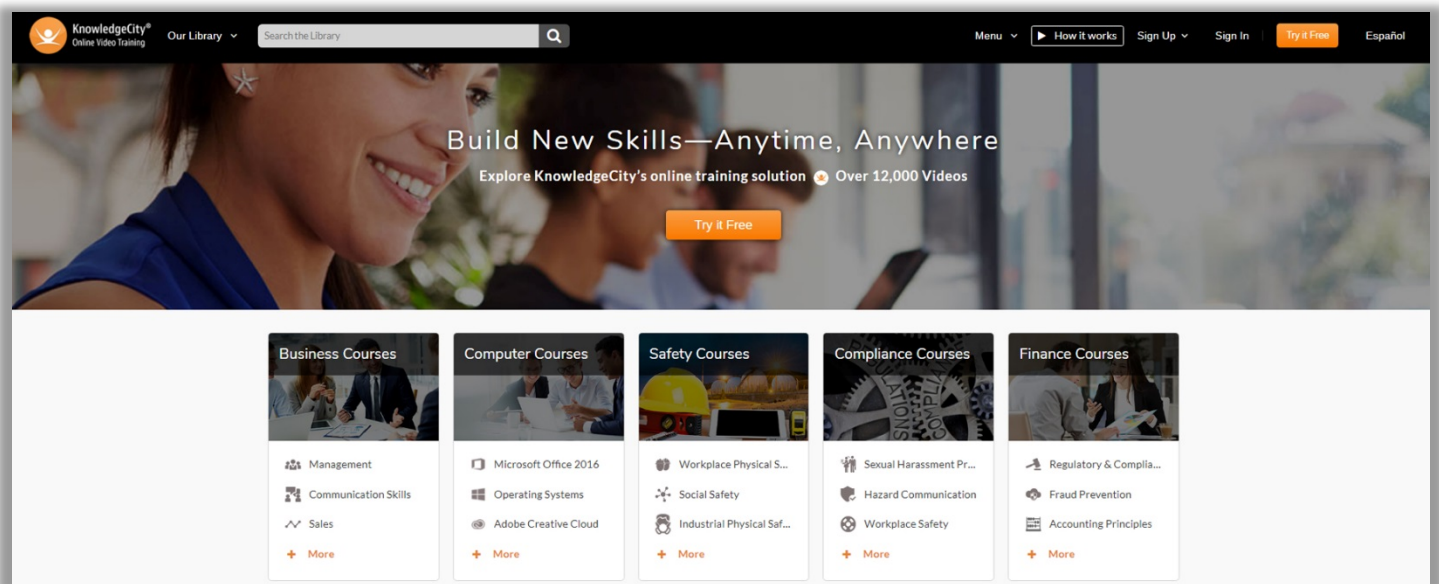 KnowledgeCity®
Online Video Training
Our Library
Search the Library
Menu
How it works
Sign Up
Sign In
Try it Free
Español
Build New Skills—Anytime, Anywhere
Explore KnowledgeCity's online training solution Over 12,000 Videos
Try it Free
Business Courses
Management
Communication Skills
Sales
+ More
Computer Courses
Microsoft Office 2016
Operating Systems
Adobe Creative Cloud
+ More
Safety Courses
Workplace Physical S...
Social Safety
Industrial Physical Saf...
+ More
Compliance Courses
REGULATIONS
COMPLIANCE
Sexual Harassment Pr...
Hazard Communication
Workplace Safety
+ More
Finance Courses
Regulatory & Complia...
Fraud Prevention
Accounting Principles
+ More